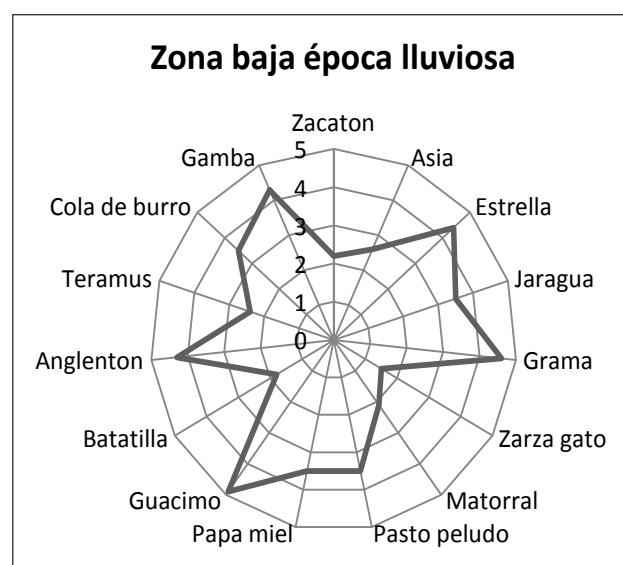 Zona baja época lluviosa
Zacaton
Asia
Estrella
Jaragua
Grama
Zarza gato
Matorral
Pasto peludo
Papa miel
Guacimo
Batatilla
Anglenton
Teramus
Cola de burro
Gamba
5
4
3
2
1
0